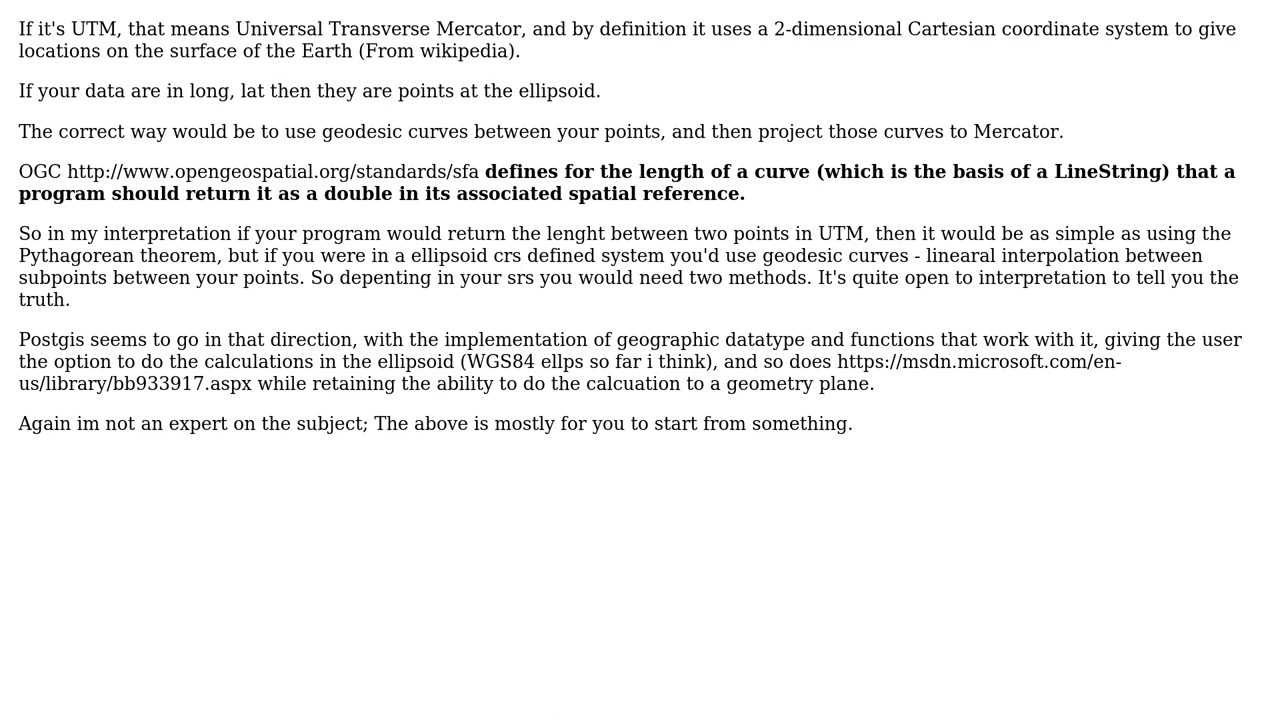 If it's UTM, that means Universal Transverse Mercator, and by definition it uses a 2-dimensional Cartesian coordinate system to give
locations on the surface of the Earth (From wikipedia).
If your data are in long, lat then they are points at the ellipsoid.
The correct way would be to use geodesic curves between your points, and then project those curves to Mercator.
OGC http://www.opengeospatial.org/standards/sfa defines for the length of a curve (which is the basis of a LineString) that a
program should return it as a double in its associated spatial reference.
So in my interpretation if your program would return the lenght between two points in UTM, then it would be as simple as using the
Pythagorean theorem, but if you were in a ellipsoid crs defined system you'd use geodesic curves - linearal interpolation between
subpoints between your points. So depenting in your srs you would need two methods. It's quite open to interpretation to tell you the
truth.
Postgis seems to go in that direction, with the implementation of geographic datatype and functions that work with it, giving the user
the option to do the calculations in the ellipsoid (WGS84 ellps so far i think), and so does https://msdn.microsoft.com/en-
us/library/bb933917.aspx while retaining the ability to do the calcuation to a geometry plane.
Again im not an expert on the subject; The above is mostly for you to start from something.